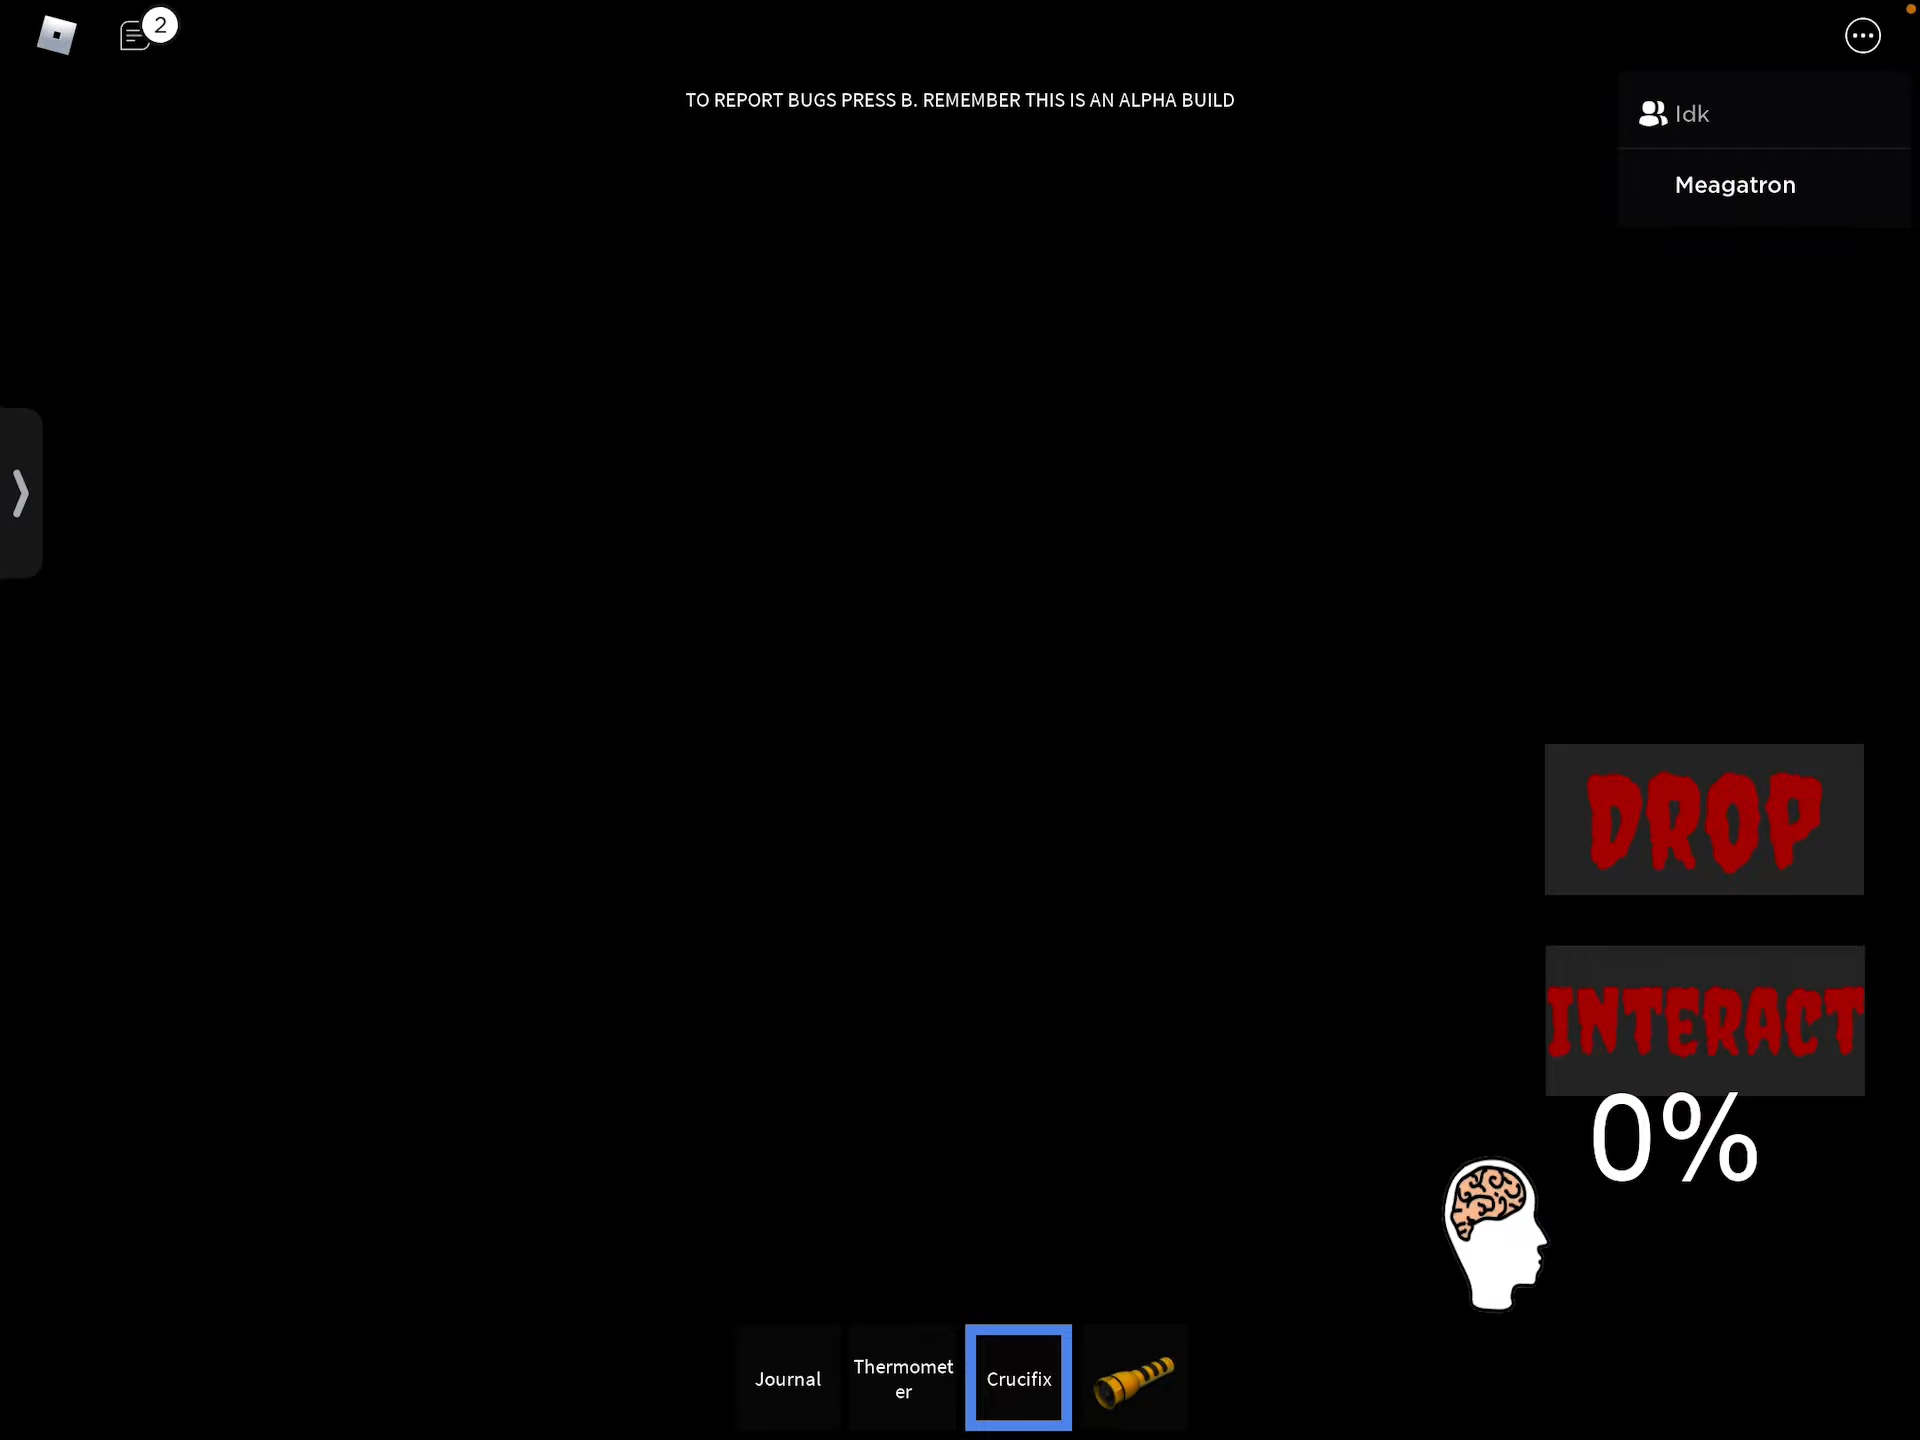 2
TO REPORT BUGS PRESS B. REMEMBER THIS IS AN ALPHA BUILD
Idk
Meagatron
DROP
INTERACT
0%
Journal
Thermomet
er
Crucifix